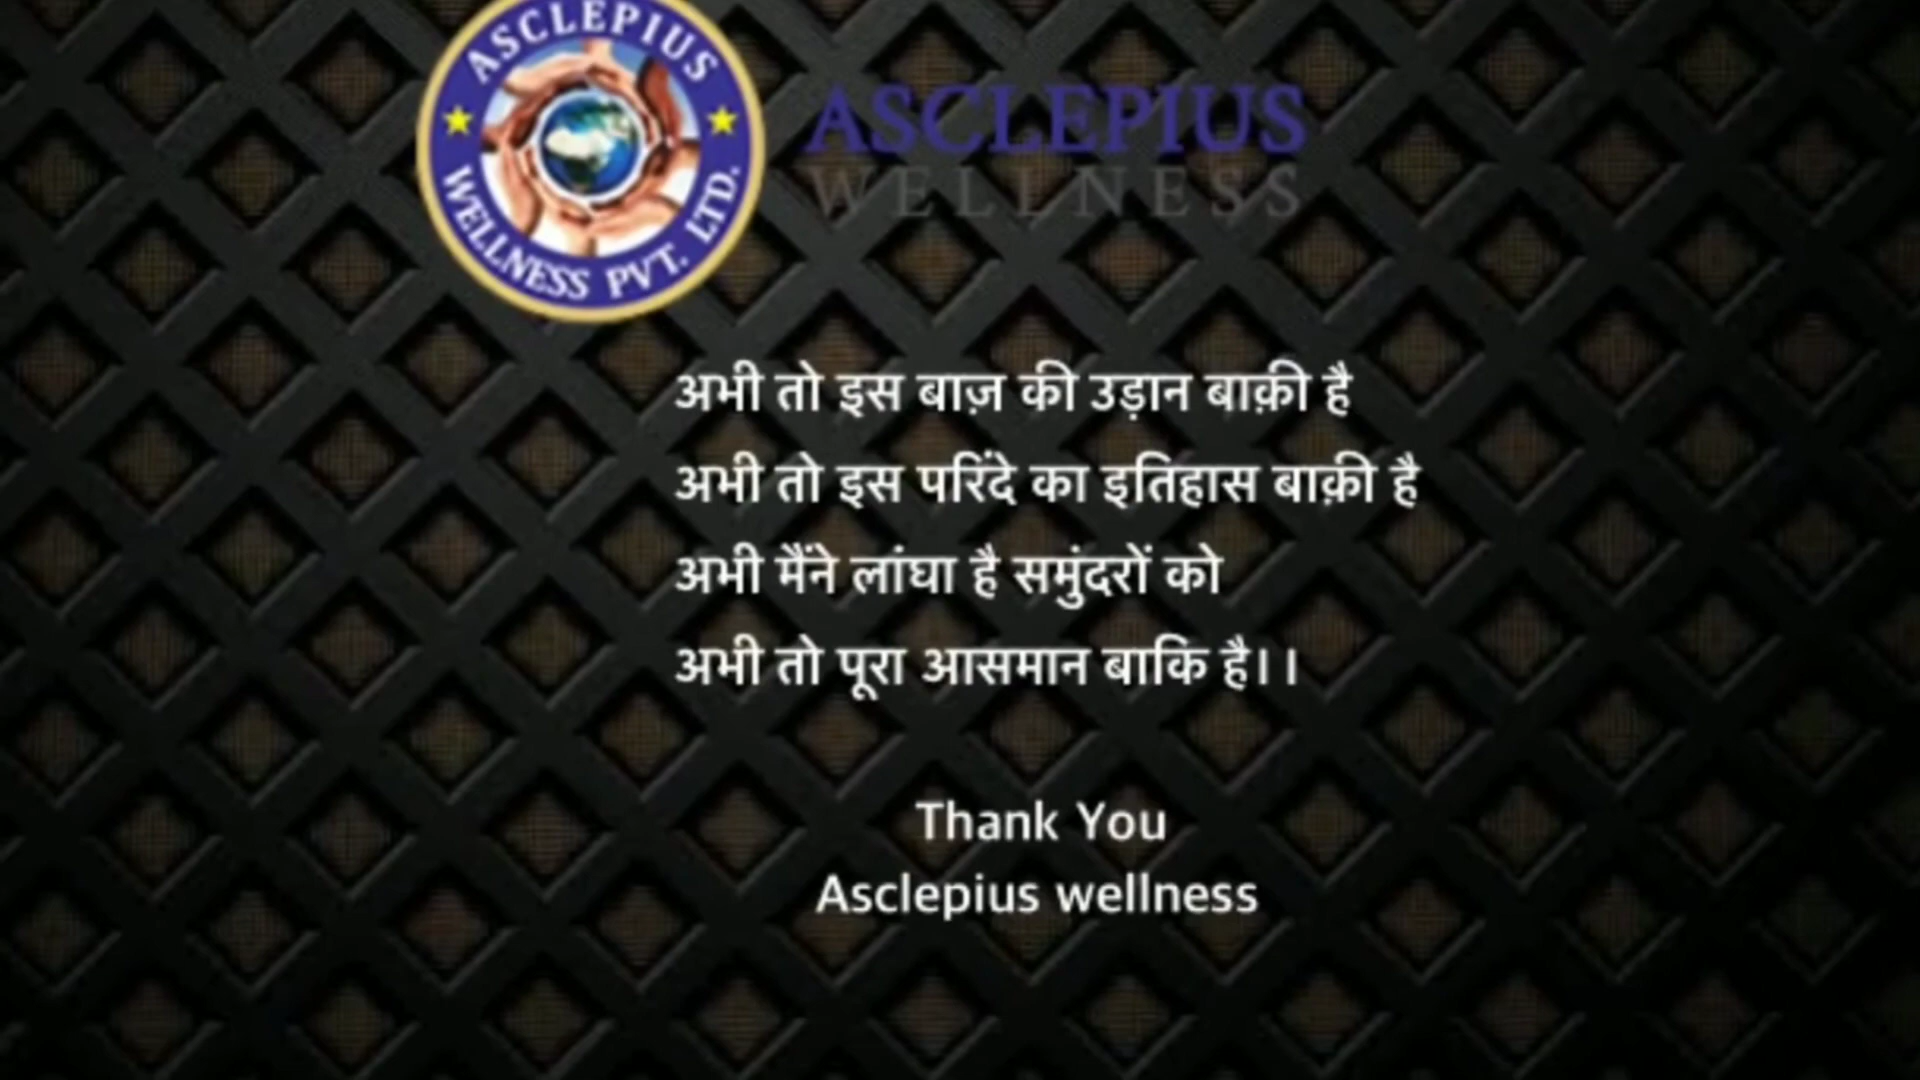 ASCLEPIUS
WELLNESS PVT. LTD.
ASCLEPIUS
WELLNESS
अभी तो इस बाज़ की उड़ान बाक़ी है
अभी तो इस परिंदे का इतिहास बाक़ी है
अभी मैंने लांघा है समुंदरों को
अभी तो पूरा आसमान बाकि है।।
Thank You
Asclepius wellness